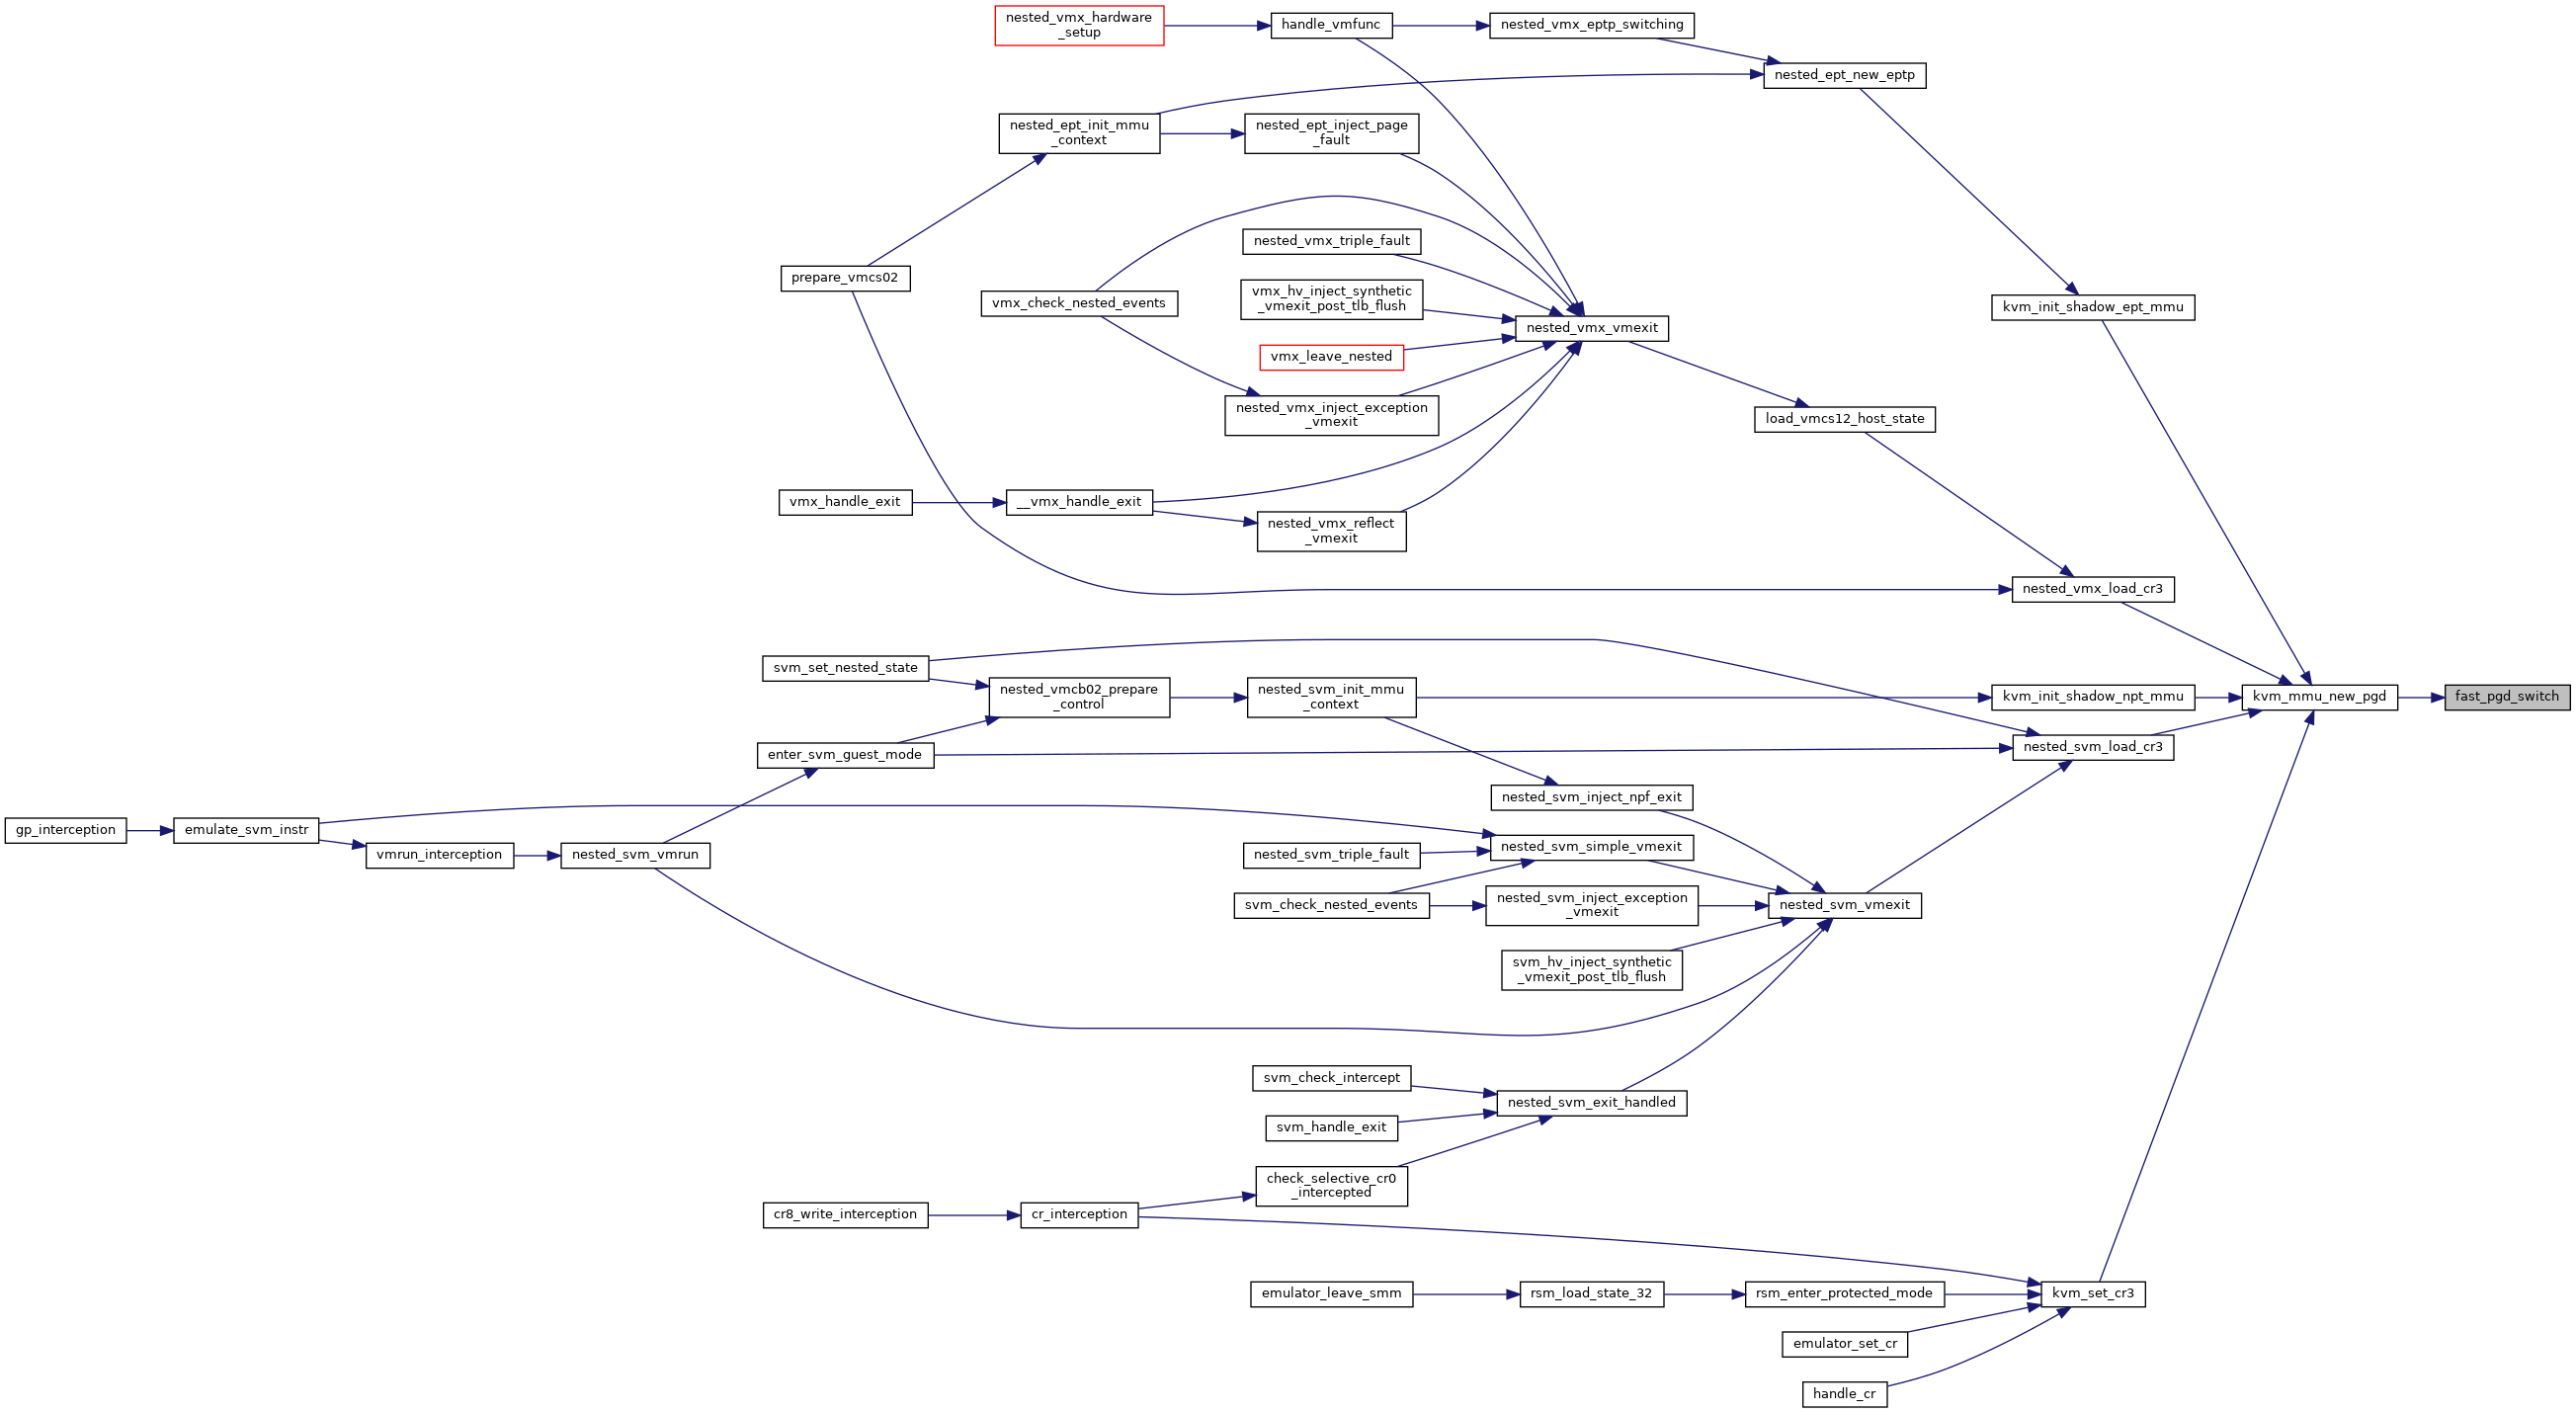 nested_vmx_hardware
_setup
handle_vmfunc
nested_vmx_eptp_switching
nested_ept_new_eptp
nested_ept_init_mmu
_context
nested_ept_inject_page
_fault
nested_vmx_triple_fault
prepare_vmcs02
vmx_check_nested_events
vmx_hv_inject_synthetic
_vmexit_post_tlb_flush
kvm_init_shadow_ept_mmu
nested_vmx_vmexit
vmx_leave_nested
nested_vmx_inject_exception
_vmexit
load_vmcs12_host_state
vmx_handle_exit
__vmx_handle_exit
nested_vmx_reflect
_vmexit
nested_vmx_load_cr3
svm_set_nested_state
nested_vmcb02_prepare
_control
nested_svm_init_mmu
_context
kvm_init_shadow_npt_mmu
kvm_mmu_new_pgd
fast_pgd_switch
enter_svm_guest_mode
nested_svm_load_cr3
nested_svm_inject_npf_exit
gp_interception
emulate_svm_instr
vmrun_interception
nested_svm_vmrun
nested_svm_triple_fault
nested_svm_simple_vmexit
svm_check_nested_events
nested_svm_inject_exception
_vmexit
nested_svm_vmexit
svm_hv_inject_synthetic
_vmexit_post_tlb_flush
svm_check_intercept
nested_svm_exit_handled
svm_handle_exit
check_selective_cr0
_intercepted
cr8_write_interception
cr_interception
emulator_leave_smm
rsm_load_state_32
rsm_enter_protected_mode
kvm_set_cr3
emulator_set_cr
handle_cr